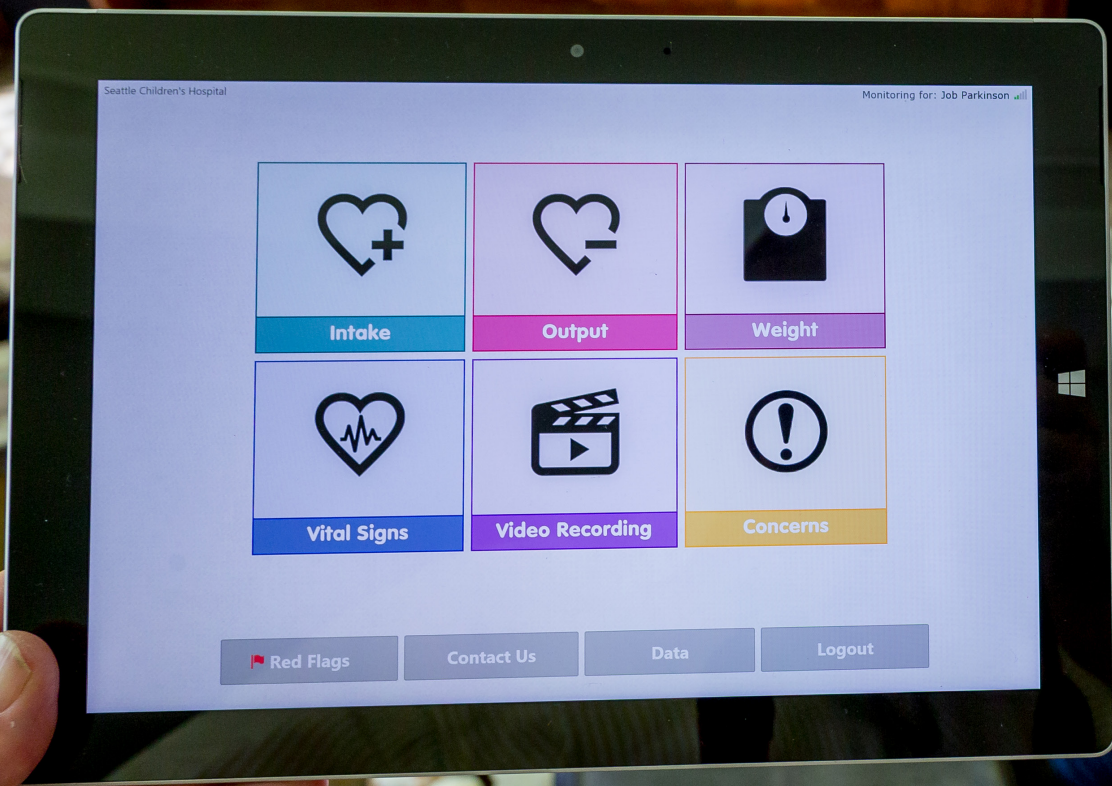 Seattle Children's Hospital
Monitoring for: Job Parkinson
Intake
Output
Weight
Vital Signs
Video Recording
Concerns
Red Flags
Contact Us
Data
Logout